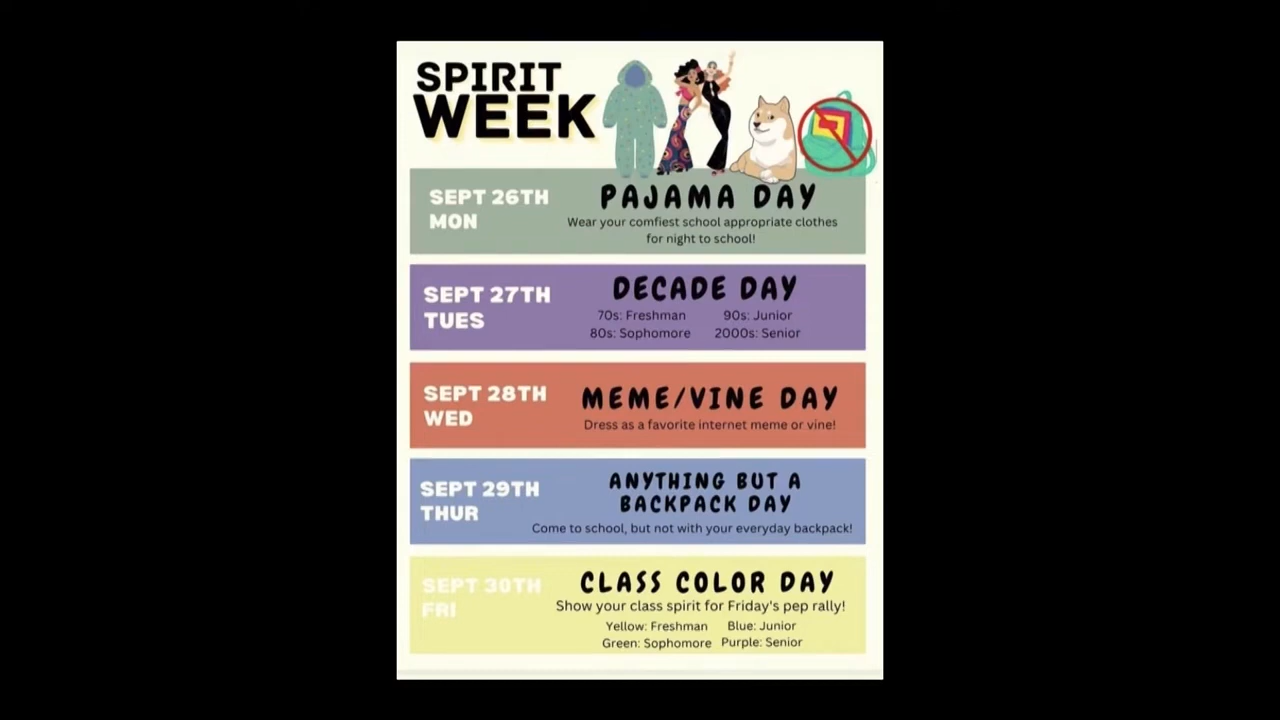 SPIRIT
WEEK
SEPT 26TH
MON
PAJAMA DAY
Wear your comfiest school appropriate clothes
for night to school!
SEPT 27TH
TUES
DECADE DAY
70s: Freshman 90s: Junior
80s: Sophomore 2000s: Senior
SEPT 28TH
WED
MEME/VINE DAY
Dress as a favorite internet meme or vine!
SEPT 29TH
THUR
ANYTHING BUT A
BACKPACK DAY
Come to school, but not with your everyday backpack!
SEPT 30TH
FRI
CLASS COLOR DAY
Show your class spirit for Friday's pep rally!
Yellow: Freshman Blue: Junior
Green: Sophomore Purple: Senior